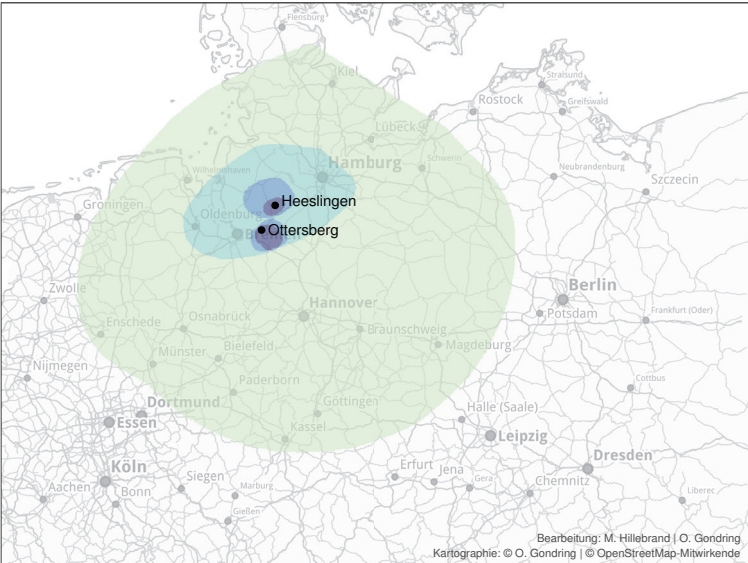 Flensburg
Kiel
Stralsund
Rostock
Greifswald
Lübeck
Schwerin
Hamburg
Wilhelmshaven
Neubrandenburg
Szczecin
Groningen
Heeslingen
Oldenburg
Ottersberg
Berlin
Zwolle
Hannover
Potsdam
Frankfurt (Oder)
Enschede
Osnabrück
Braunschweig
Bielefeld
Magdeburg
Münster
Nijmegen
Paderborn
Cottbus
Dortmund
Göttingen
Halle (Saale)
Essen
Kassel
Leipzig
Dresden
Köln
Erfurt
Jena
Siegen
Chemnitz
Aachen
Bonn
Marburg
Gera
Liberec
Gießen
Bearbeitung: M. Hillebrand | O. Gondring
Kartographie: © O. Gondring | © OpenStreetMap-Mitwirkende